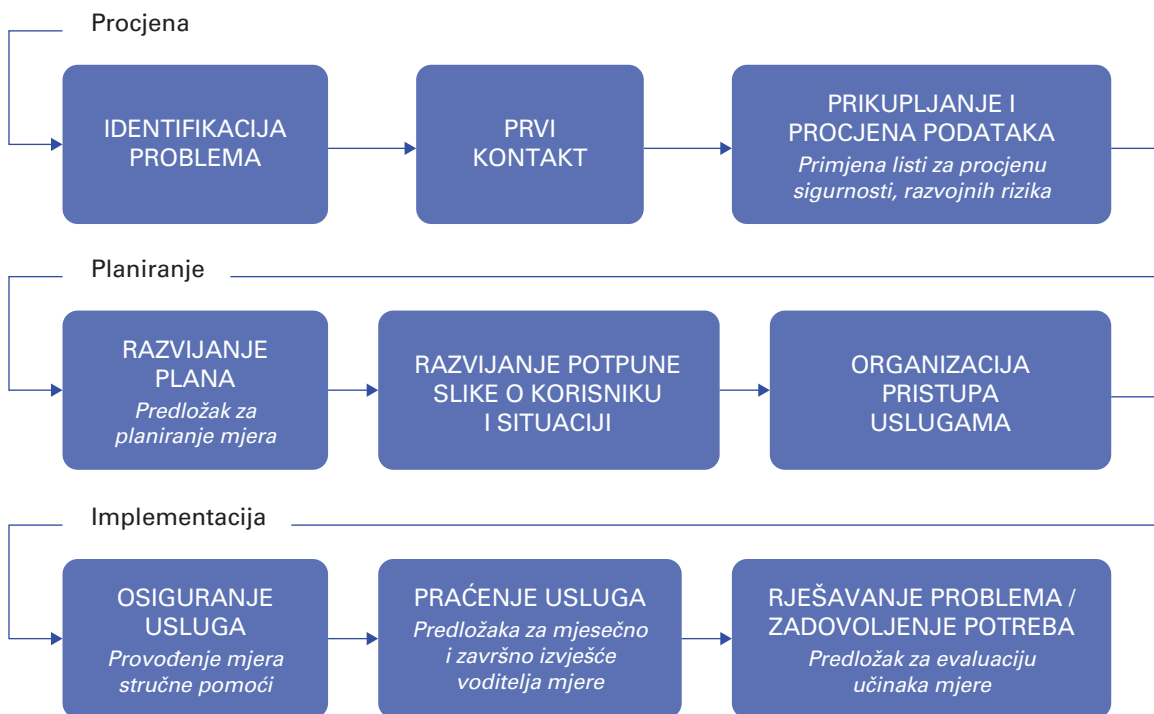 Procjena
IDENTIFIKACIJA
PROBLEMA
PRVI
KONTAKT
PRIKUPLJANJE I
PROCJENA PODATAKA
Primjena listi za procjenu
sigurnosti, razvojnih rizika
Planiranje
RAZVIJANJE
PLANA
Predložak za
planiranje mjera
RAZVIJANJE POTPUNE
SLIKE O KORISNIKU
I SITUACIJI
ORGANIZACIJA
PRISTUPA
USLUGAMA
Implementacija
OSIGURANJE
USLUGA
Provođenje mjera
stručne pomoći
PRAĆENJE USLUGA
Predložaka za mjesečno
i završno izvješće
voditelja mjere
RJEŠAVANJE PROBLEMA /
ZADOVOLJENJE POTREBA
Predložak za evaluaciju
učinaka mjere